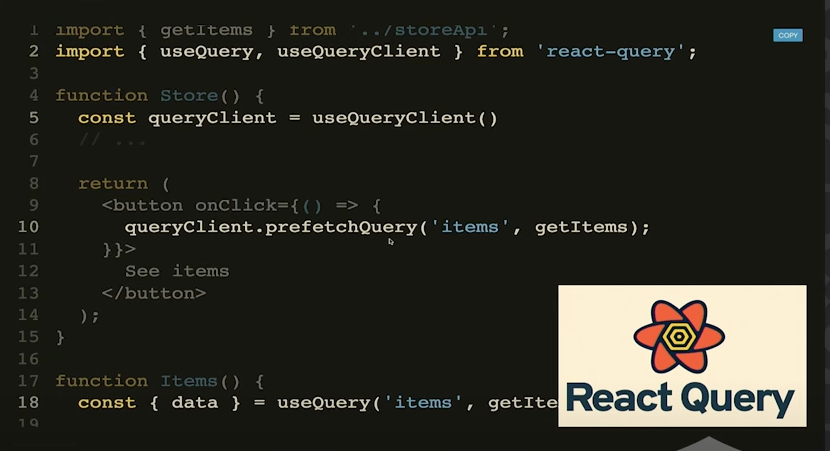 1 import { getItems } from '../storeApi';
2 import { useQuery, useQueryClient } from 'react-query';
3
4 function Store() {
5 const queryClient = useQueryClient()
6 // ...
7
8 return (
9 <button onClick={() => {
10 queryClient.prefetchQuery('items', getItems);
11 }}>
12 See items
13 </button>
14 );
15 }
16
17 function Items() {
18 const { data } = useQuery('items', getIte
19
COPY
React Query